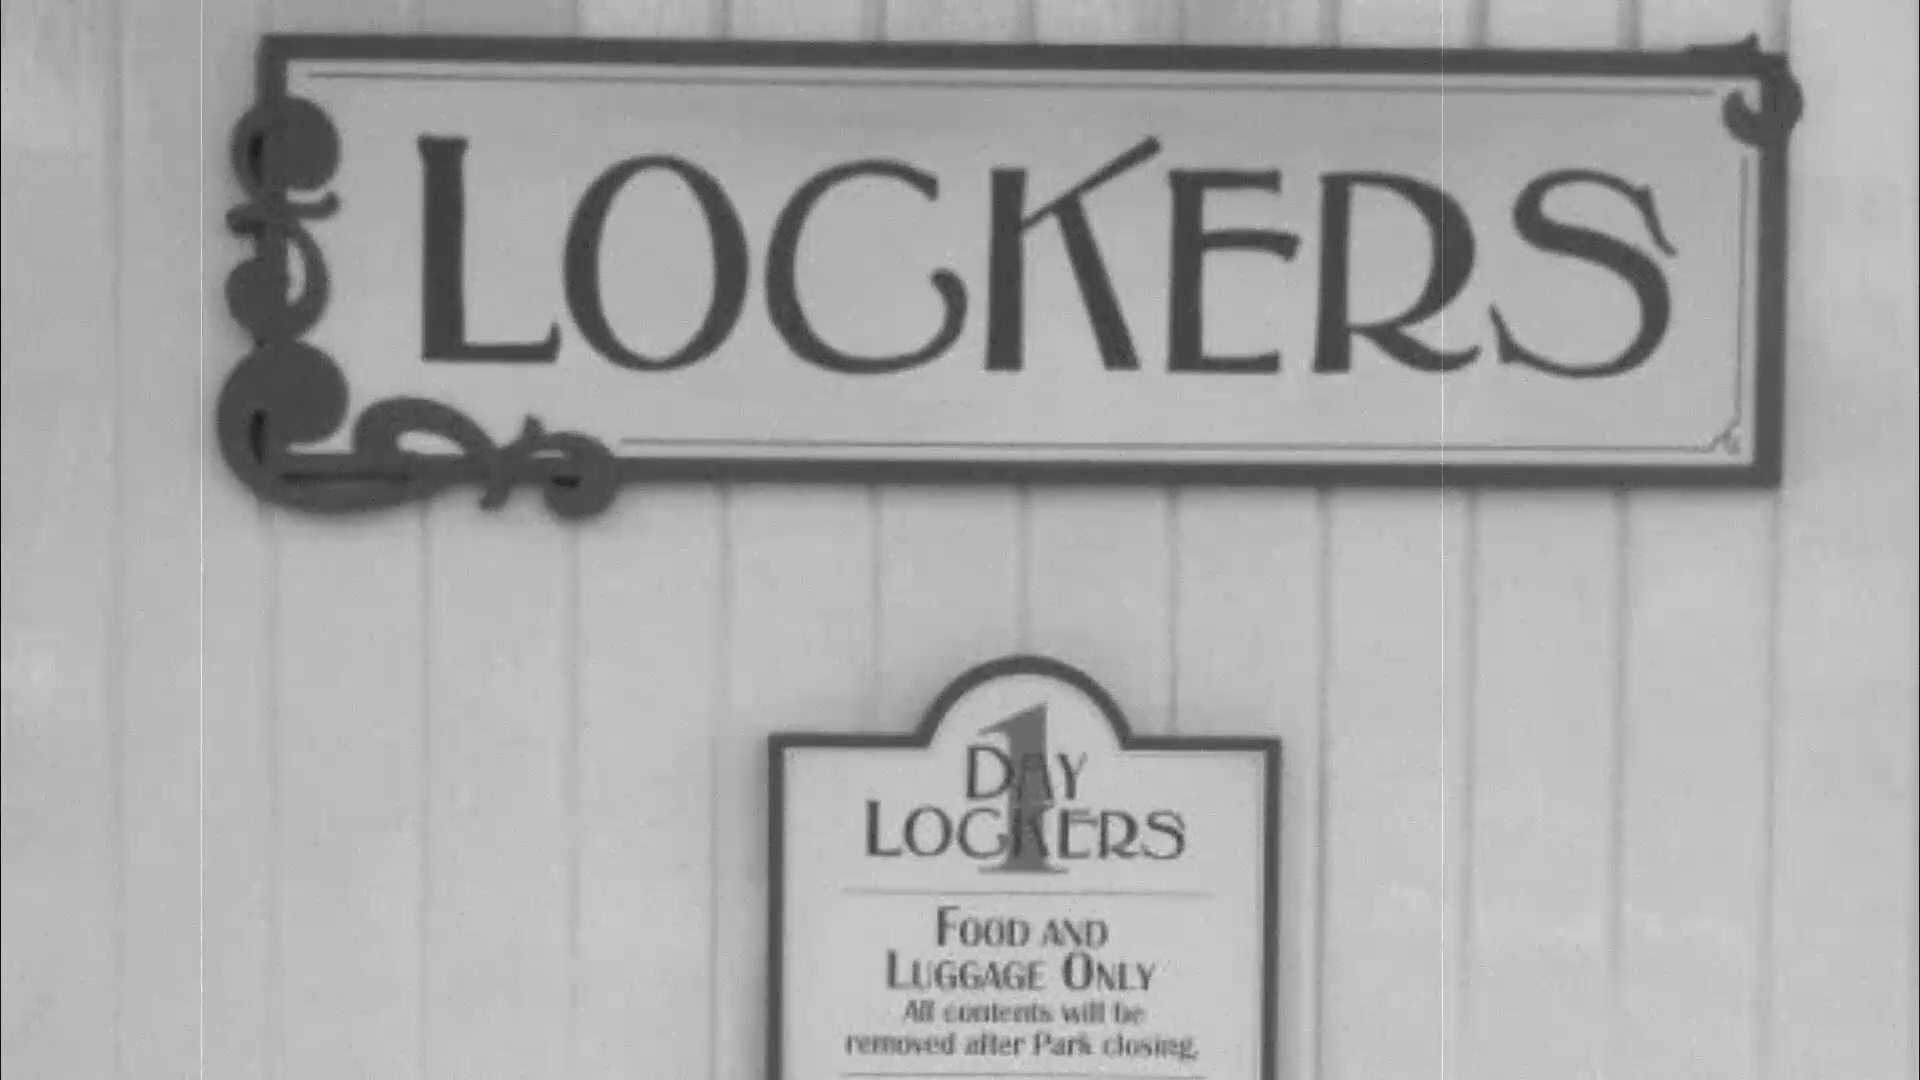 LOCKERS
1
DAY
LOCKERS
FOOD AND
LUGGAGE ONLY
All contents will be
removed after Park closing.